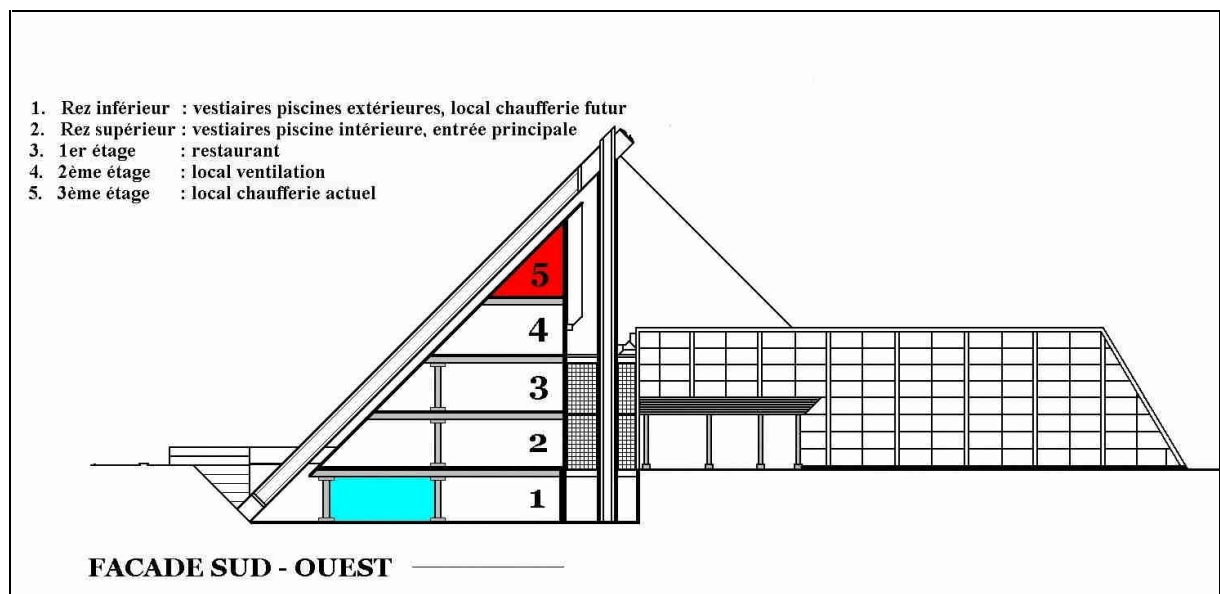 1. Rez inférieur : vestiaires piscines extérieures, local chaufferie futur
2. Rez supérieur : vestiaires piscine intérieure, entrée principale
3. 1er étage : restaurant
4. 2ème étage : local ventilation
5. 3ème étage : local chaufferie actuel
5
4
3
2
1
FACADE SUD - OUEST